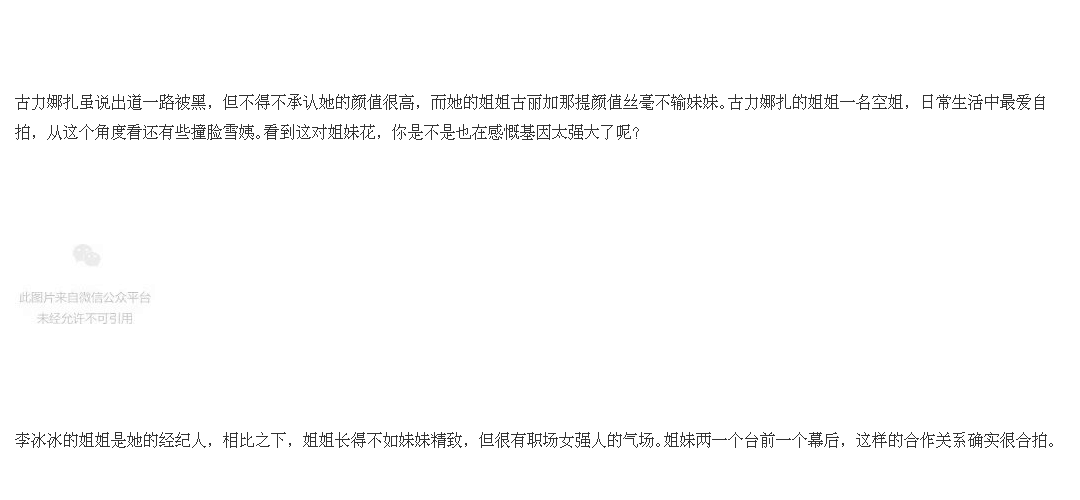 古力娜扎虽说出道一路被黑，但不得不承认她的颜值很高，而她的姐姐古丽加那提颜值丝毫不输妹妹。古力娜扎的姐姐一名空姐，日常生活中最爱自
拍，从这个角度看还有些撞脸雪姨。看到这对姐妹花，你是不是也在感慨基因太强大了呢？
此图片来自微信公众平台
未经允许不可引用
李冰冰的姐姐是她的经纪人，相比之下，姐姐长得不如妹妹精致，但很有职场女强人的气场。姐妹两一个台前一个幕后，这样的合作关系确实很合拍。